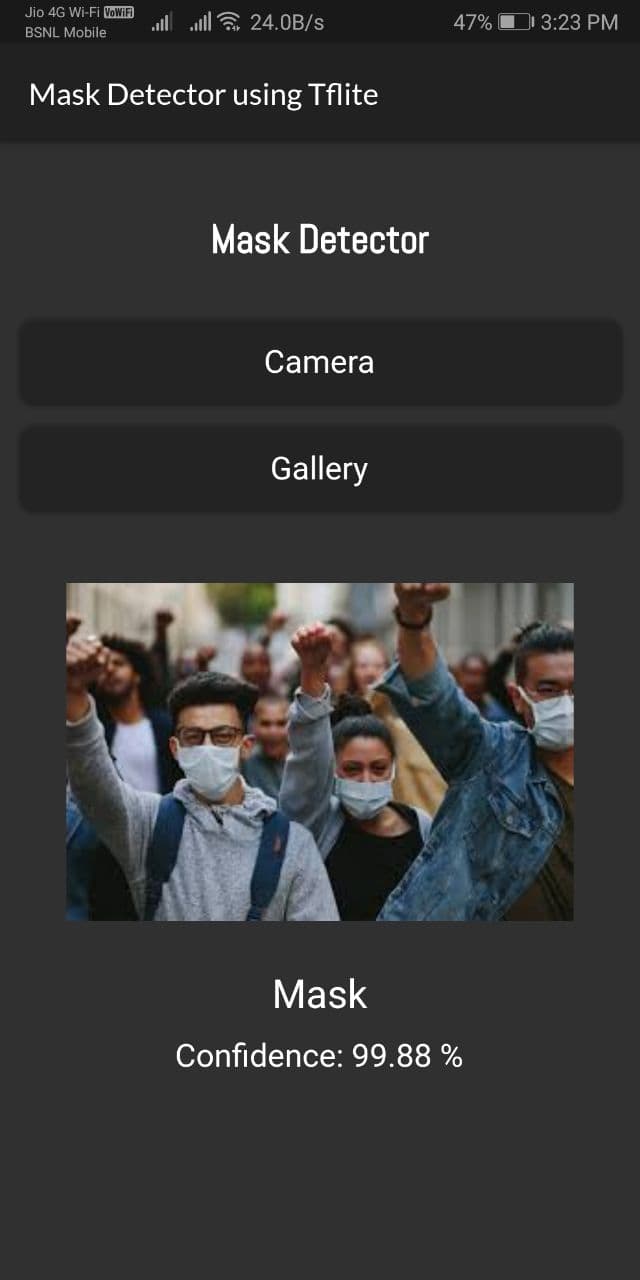 Jio 4G Wi-Fi VoWiFi
BSNL Mobile
24.0B/s
47%
3:23 PM
Mask Detector using Tflite
Mask Detector
Camera
Gallery
Mask
Confidence: 99.88 %